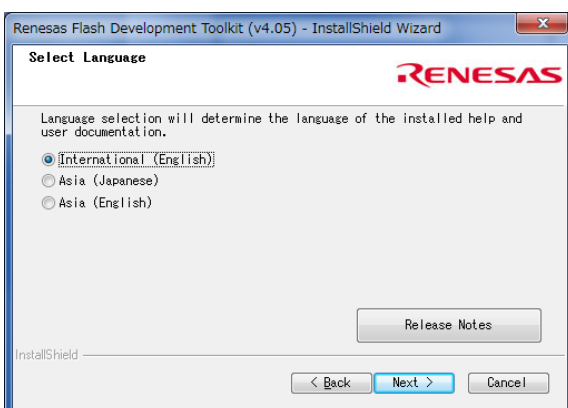 Renesas Flash Development Toolkit (v4.05) - InstallShield Wizard
Select Language
RENESAS
Language selection will determine the language of the installed help and
user documentation.
International (English)
Asia (Japanese)
Asia (English)
Release Notes
InstallShield
< Back
Next >
Cancel